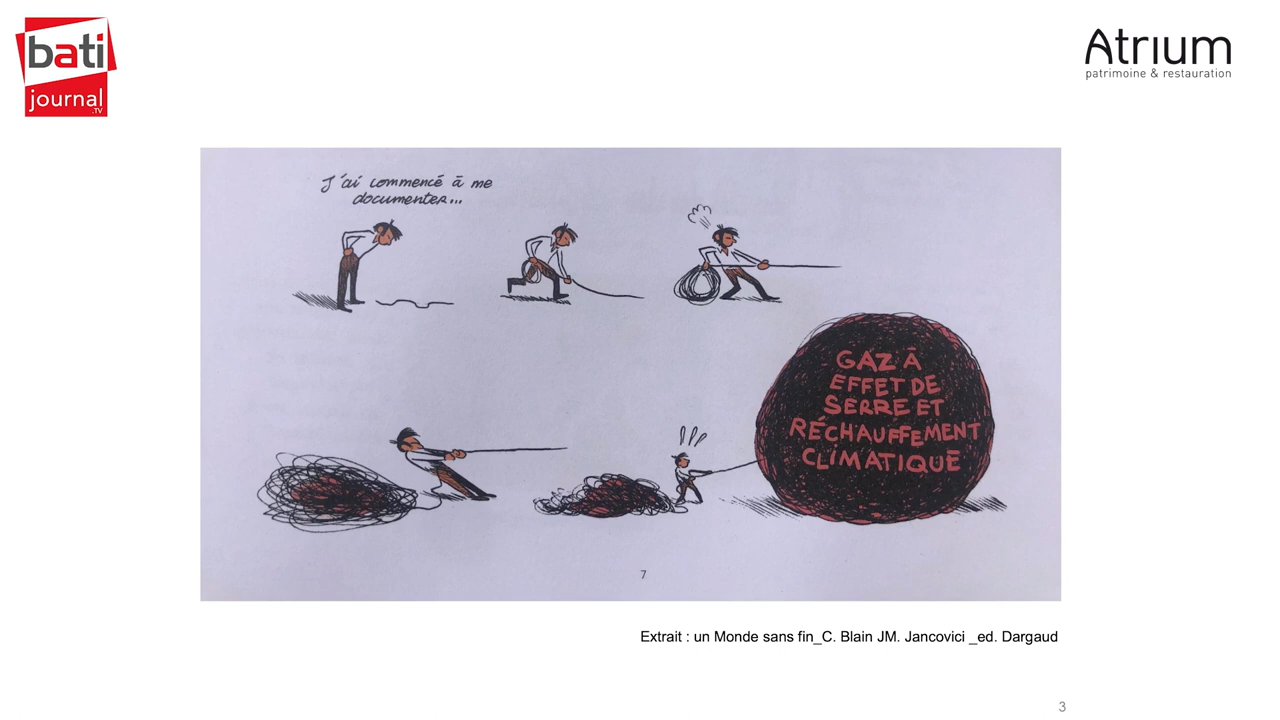 bati
journal
.TV
Atrium
patrimoine & restauration
J'ai commencé à me
documenter...
GAZ À
EFFET DE
SERRE ET
RÉCHAUFFEMENT
CLIMATIQUE
7
Extrait : un Monde sans fin_C. Blain JM. Jancovici _ed. Dargaud
3